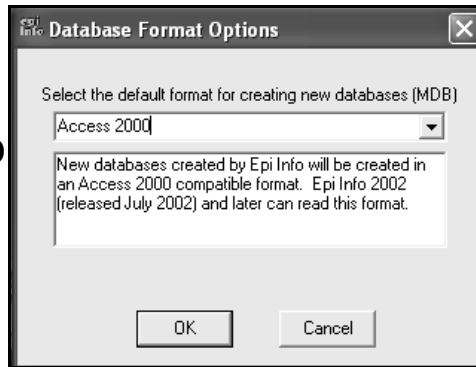 Epi Info Database Format Options
Select the default format for creating new databases (MDB)
Access 2000
New databases created by Epi Info will be created in
an Access 2000 compatible format.  Epi Info 2002
(released July 2002) and later can read this format.
OK
Cancel